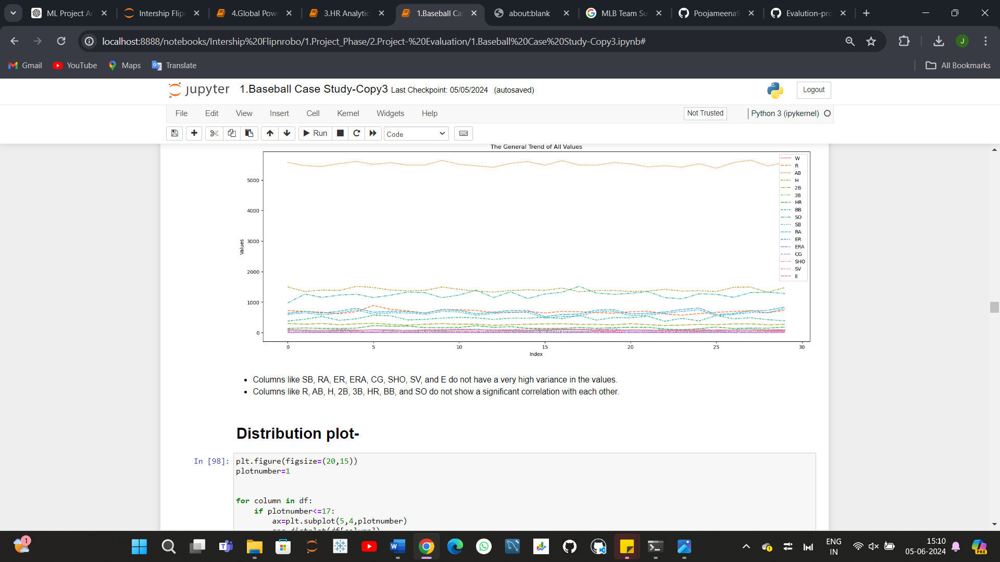 ML Project Ar
Intership Flipr
4.Global Powe
3.HR Analytic
1.Baseball Ca
about:blank
MLB Team Su
Poojameena9
Evalution-pro
localhost:8888/notebooks/Intership%20Flipnrobo/1.Project_Phase/2.Project-%20Evaluation/1.Baseball%20Case%20Study-Copy3.ipynb#
J
Gmail
YouTube
Maps
Translate
All Bookmarks
jupyter 1.Baseball Case Study-Copy3 Last Checkpoint: 05/05/2024 (autosaved)
Logout
File Edit View Insert Cell Kernel Widgets Help
Not Trusted
Python 3 (ipykernel)
Run
Code
The General Trend of All Values
W
R
AB
H
2B
3B
HR
BB
SO
SB
RA
ER
ERA
CG
SHO
SV
E
5000
4000
3000
2000
1000
0
Values
0 5 10 15 20 25 30
Index
• Columns like SB, RA, ER, ERA, CG, SHO, SV, and E do not have a very high variance in the values.
• Columns like R, AB, H, 2B, 3B, HR, BB, and SO do not show a significant correlation with each other.
Distribution plot-
In [98]:
plt.figure(figsize=(20,15))
plotnumber=1
for column in df:
if plotnumber<=17:
ax=plt.subplot(5,4,plotnumber)
1
ENG
IN
15:10
05-06-2024
PRE